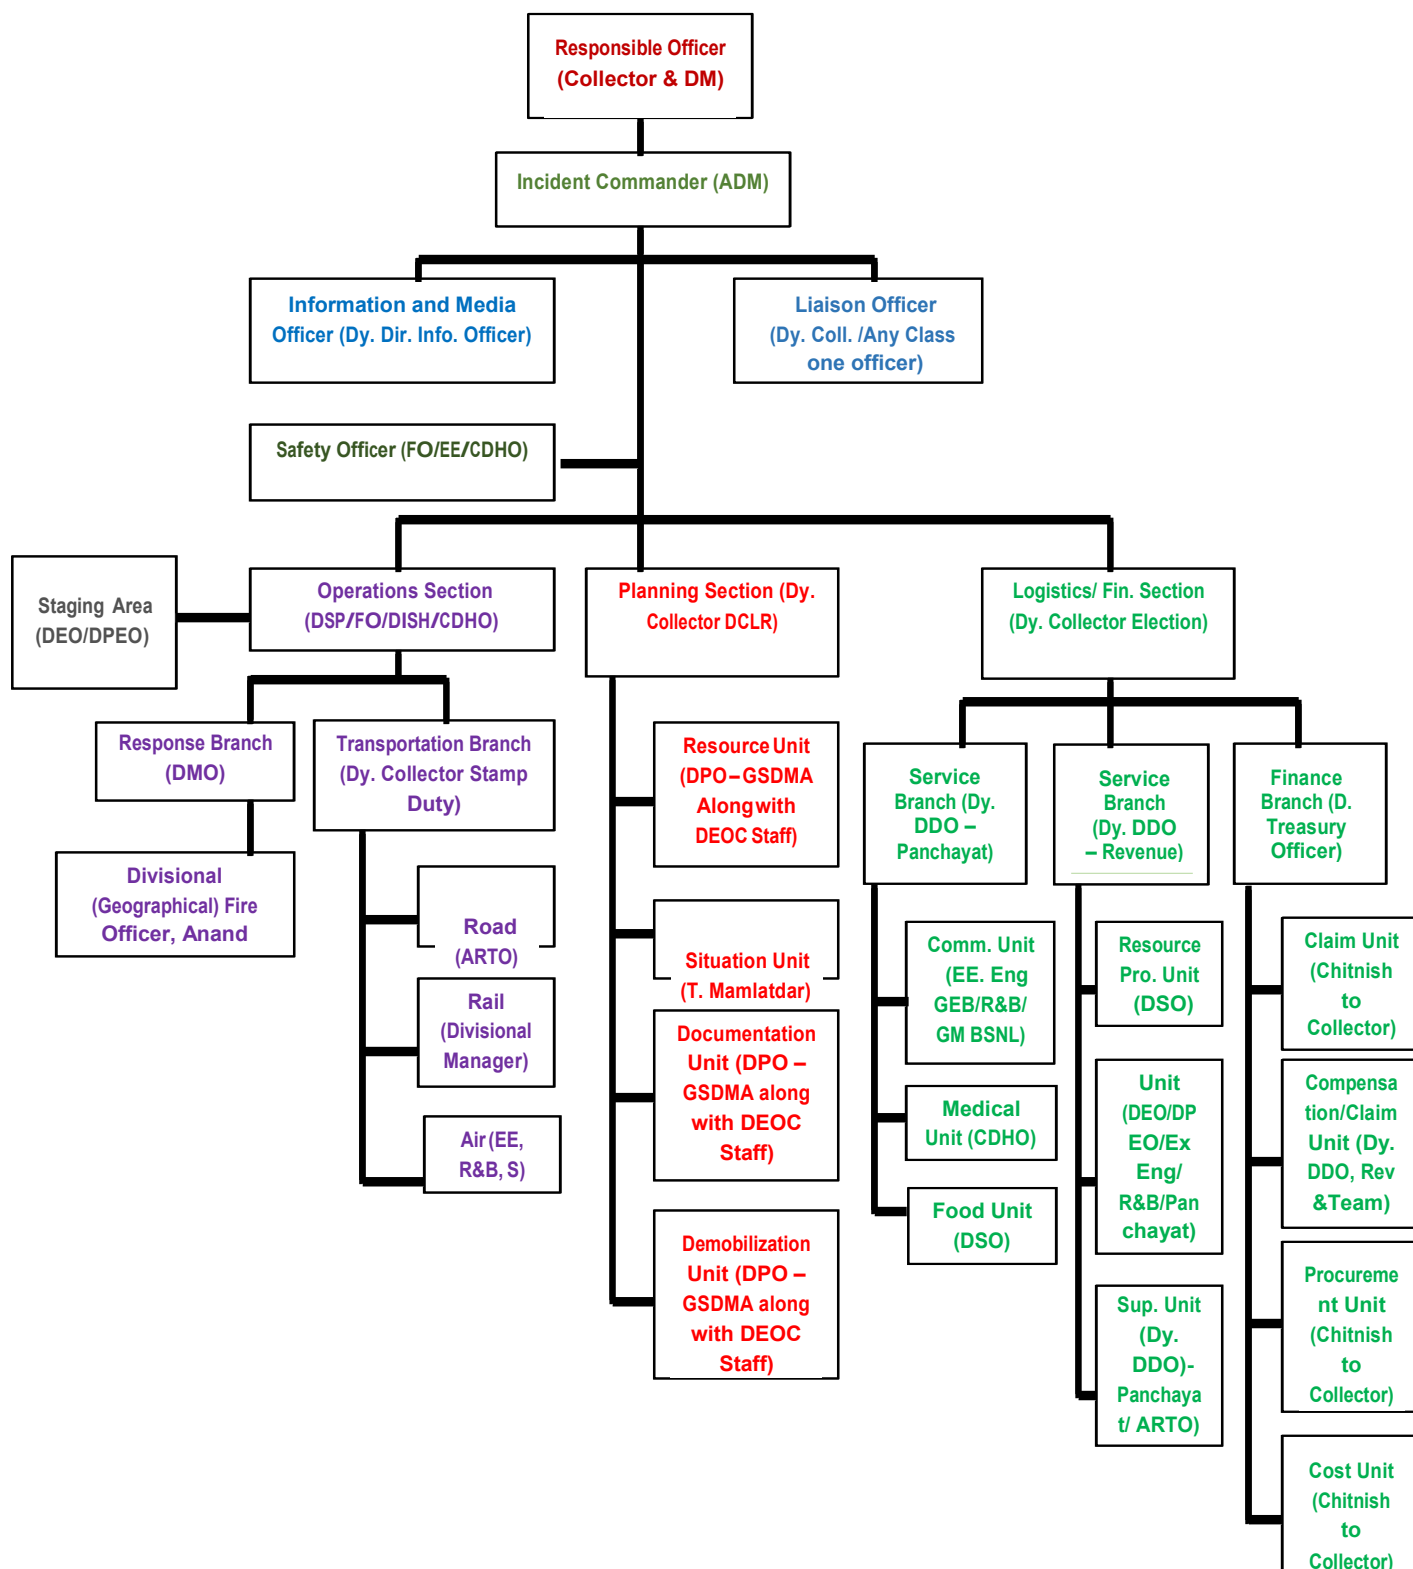 Responsible Officer
(Collector & DM)
Incident Commander (ADM)
Information and Media
Officer (Dy. Dir. Info. Officer)
Liaison Officer
(Dy. Coll. /Any Class
one officer)
Safety Officer (FO/EE/CDHO)
Staging Area
(DEO/DPEO)
Operations Section
(DSP/FO/DISH/CDHO)
Planning Section (Dy.
Collector DCLR)
Logistics/ Fin. Section
(Dy. Collector Election)
Response Branch
(DMO)
Transportation Branch
(Dy. Collector Stamp
Duty)
Divisional
(Geographical) Fire
Officer, Anand
Road
(ARTO)
Rail
(Divisional
Manager)
Air (EE,
R&B, S)
Resource Unit
(DPO – GSDMA
Along with
DEOC Staff)
Situation Unit
(T. Mamlatdar)
Documentation
Unit (DPO –
GSDMA along
with DEOC
Staff)
Demobilization
Unit (DPO –
GSDMA along
with DEOC
Staff)
Service
Branch (Dy.
DDO –
Panchayat)
Service
Branch
(Dy. DDO
– Revenue)
Finance
Branch (D.
Treasury
Officer)
Comm. Unit
(EE. Eng
GEB/R&B/
GM BSNL)
Medical
Unit (CDHO)
Food Unit
(DSO)
Resource
Pro. Unit
(DSO)
Unit
(DEO/DP
EO/Ex
Eng/
R&B/Pan
chayat)
Sup. Unit
(Dy.
DDO)-
Panchaya
t/ ARTO)
Claim Unit
(Chitnish
to
Collector)
Compensa
tion/Claim
Unit (Dy.
DDO, Rev
&Team)
Procureme
nt Unit
(Chitnish
to
Collector)
Cost Unit
(Chitnish
to
Collector)